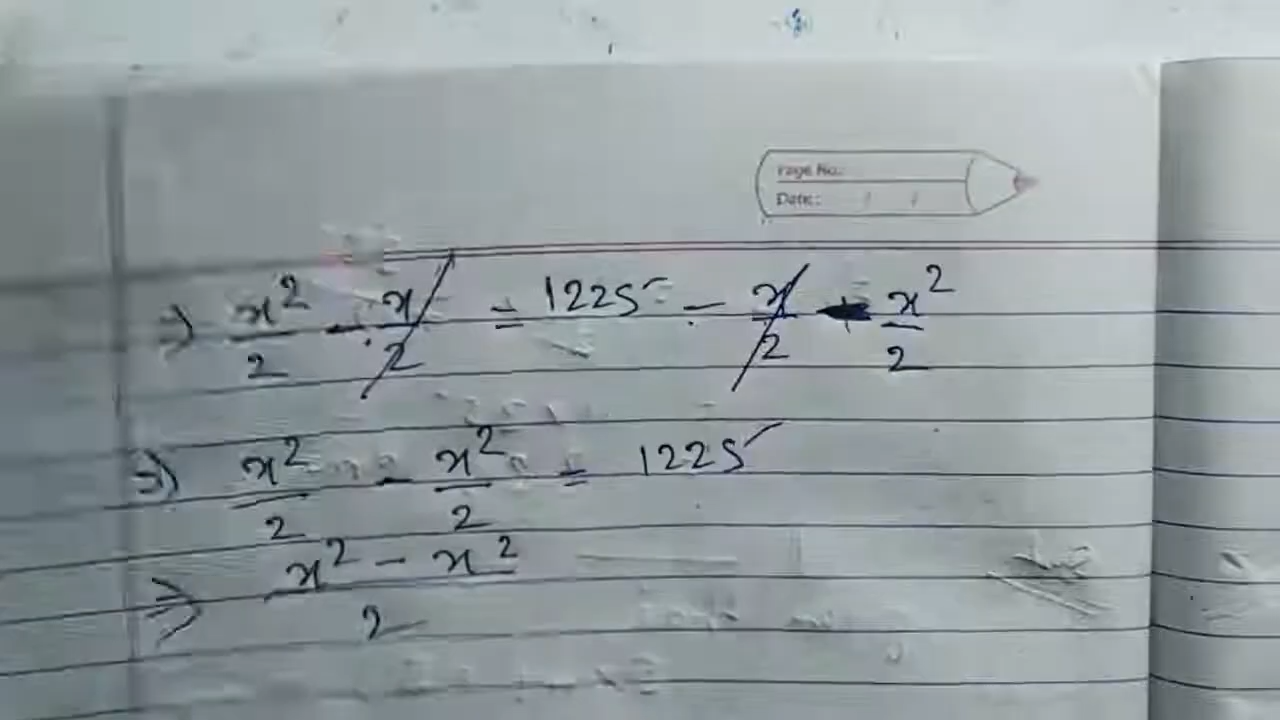 Page No.:
Date: / /
⇒) x²/2 - x/2 = 1225 - x/2 + x²/2
⇒) x²/2 - x²/2 = 1225
⇒) x² - x²/2